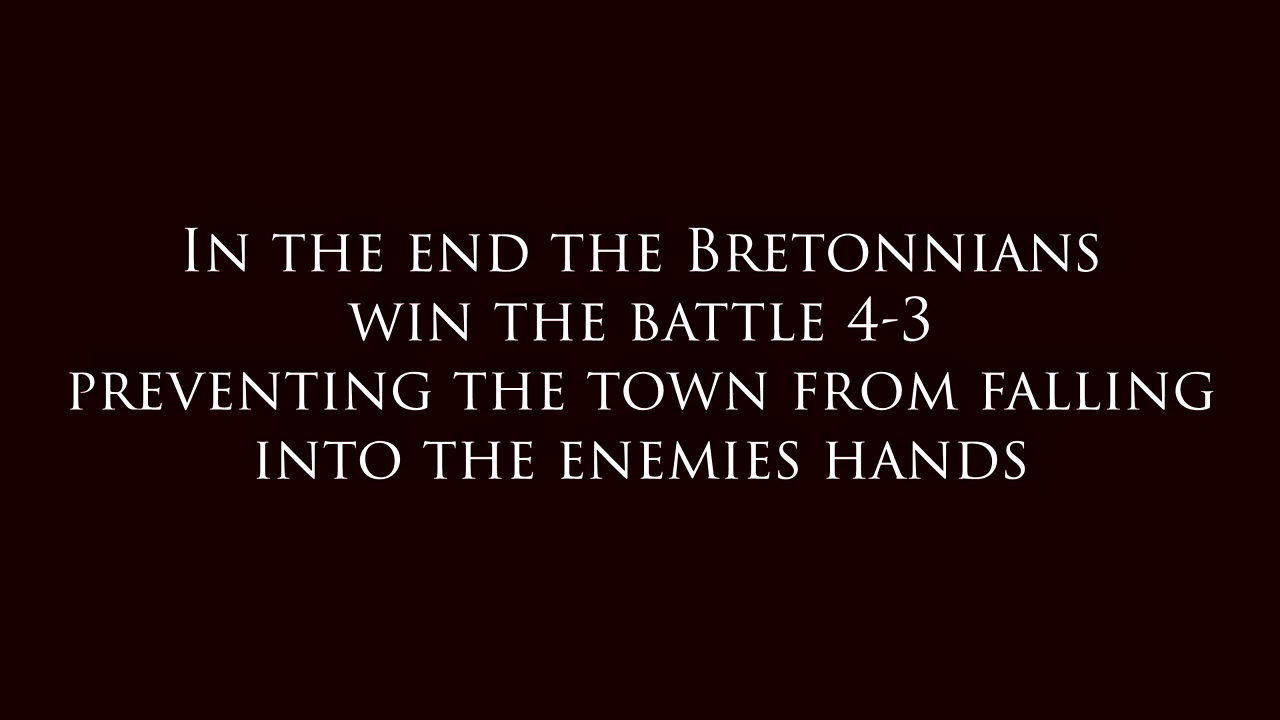 In the end the Bretonnians
win the battle 4-3
preventing the town from falling
into the enemies hands